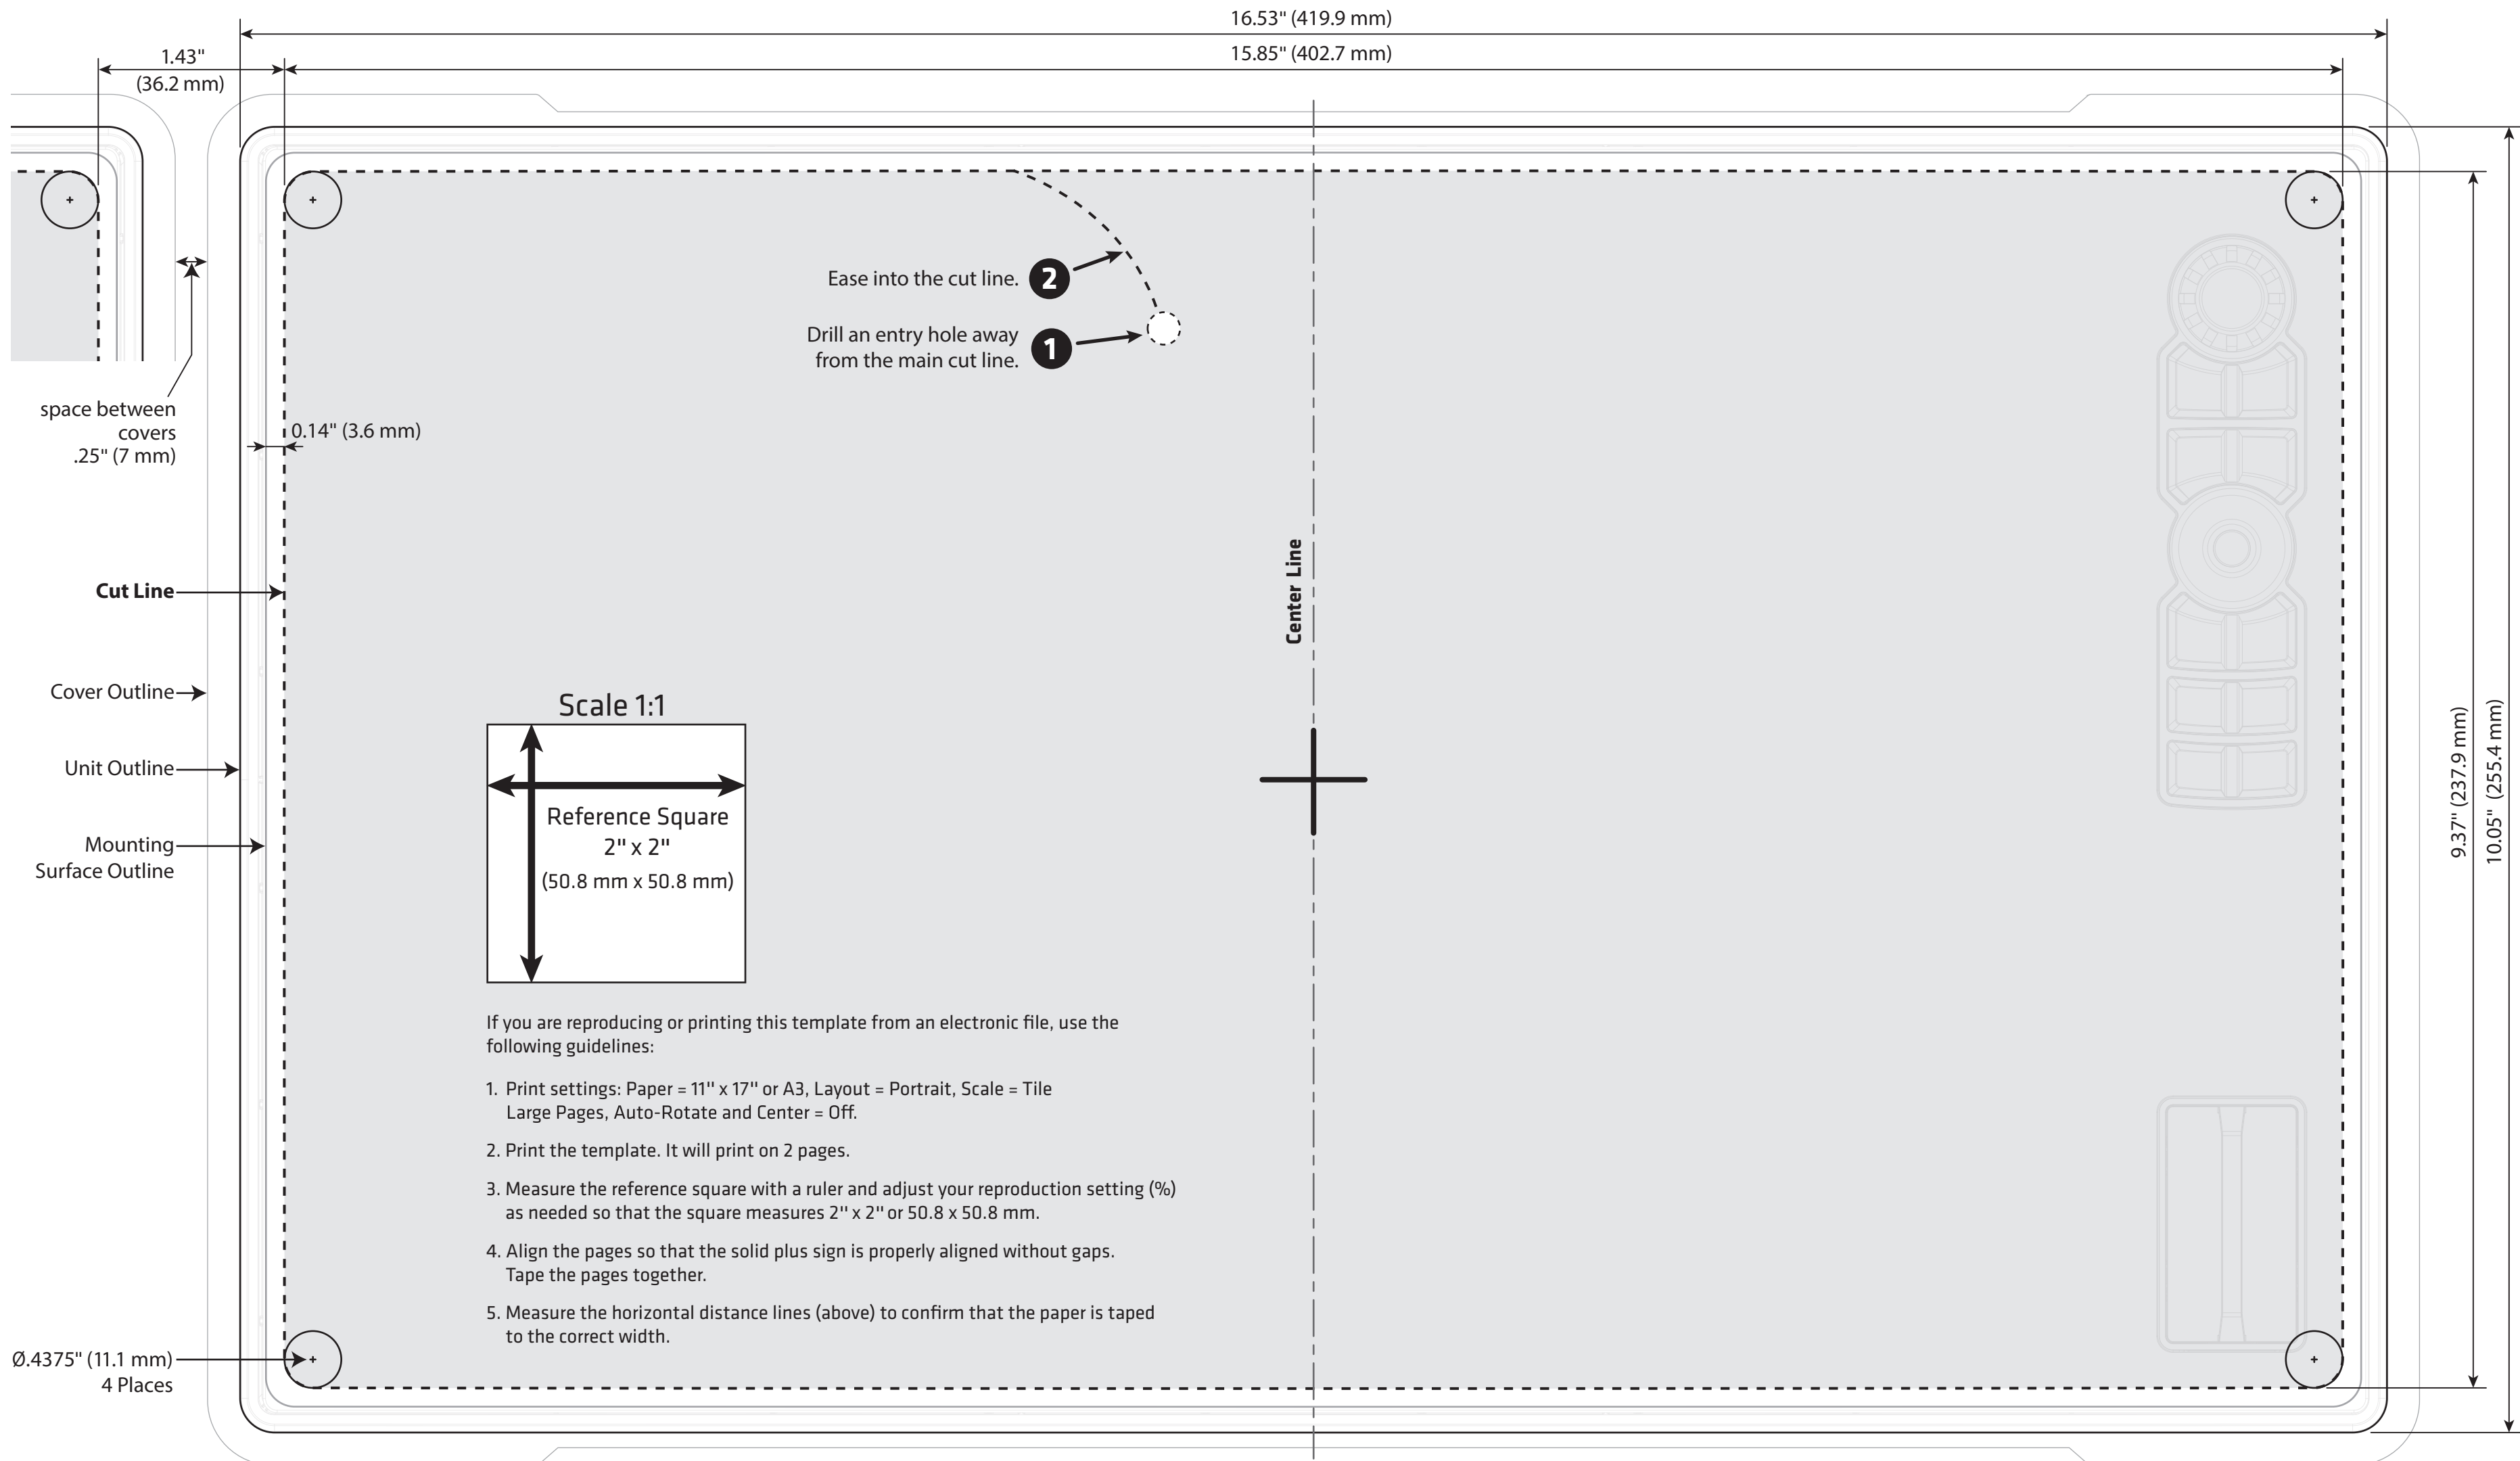 16.53" (419.9 mm)
15.85" (402.7 mm)
1.43"
(36.2 mm)
Ease into the cut line.
2
Drill an entry hole away
from the main cut line.
1
space between
covers
.25" (7 mm)
0.14" (3.6 mm)
Cut Line
Center Line
Cover Outline
Unit Outline
Mounting
Surface Outline
Scale 1:1
Reference Square
2" x 2"
(50.8 mm x 50.8 mm)
9.37" (237.9 mm)
10.05" (255.4 mm)
If you are reproducing or printing this template from an electronic file, use the
following guidelines:
1. Print settings: Paper = 11" x 17" or A3, Layout = Portrait, Scale = Tile
Large Pages, Auto-Rotate and Center = Off.
2. Print the template. It will print on 2 pages.
3. Measure the reference square with a ruler and adjust your reproduction setting (%)
as needed so that the square measures 2" x 2" or 50.8 x 50.8 mm.
4. Align the pages so that the solid plus sign is properly aligned without gaps.
Tape the pages together.
5. Measure the horizontal distance lines (above) to confirm that the paper is taped
to the correct width.
Ø.4375" (11.1 mm)
4 Places